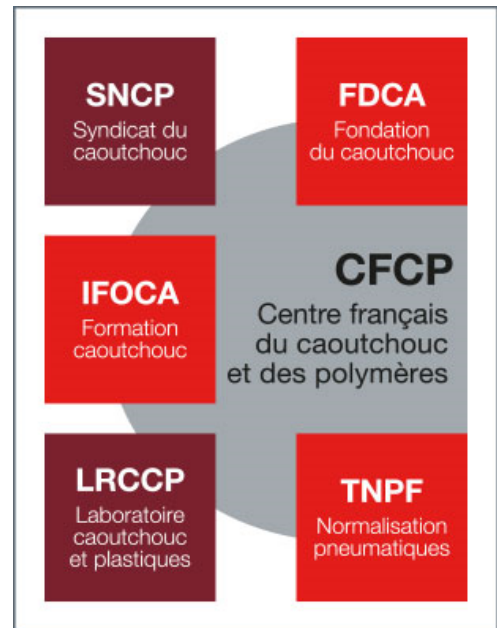 SNCP
Syndicat du
caoutchouc
FDCA
Fondation
du caoutchouc
IFOCA
Formation
caoutchouc
CFCP
Centre français
du caoutchouc
et des polymères
LRCCP
Laboratoire
caoutchouc
et plastiques
TNPF
Normalisation
pneumatiques